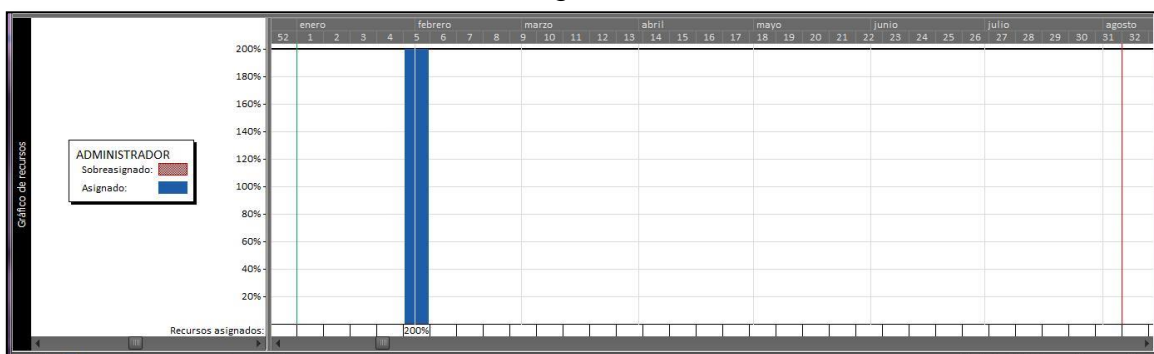 enero febrero marzo abril mayo junio julio agosto
52 1 2 3 4 5 6 7 8 9 10 11 12 13 14 15 16 17 18 19 20 21 22 23 24 25 26 27 28 29 30 31 32
200%
180%
160%
140%
120%
100%
80%
60%
40%
20%
Gráfico de recursos
ADMINISTRADOR
Sobreasignado:
Asignado:
Recursos asignados: 200%